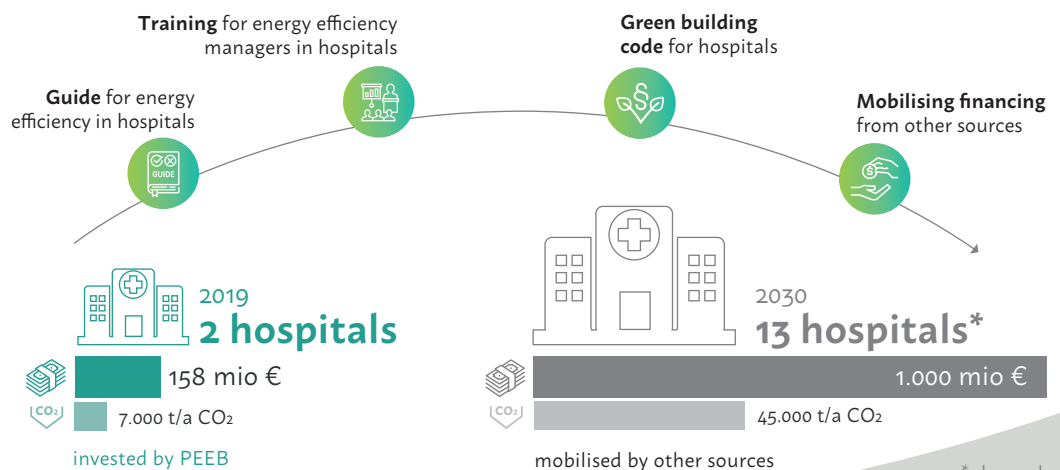 Training for energy efficiency
managers in hospitals
Green building
code for hospitals
Guide for energy
efficiency in hospitals
Mobilising financing
from other sources
GUIDE
2019
2 hospitals
158 mio €
CO₂
7.000 t/a CO₂
invested by PEEB
2030
13 hospitals*
1.000 mio €
CO₂
45.000 t/a CO₂
mobilised by other sources
*